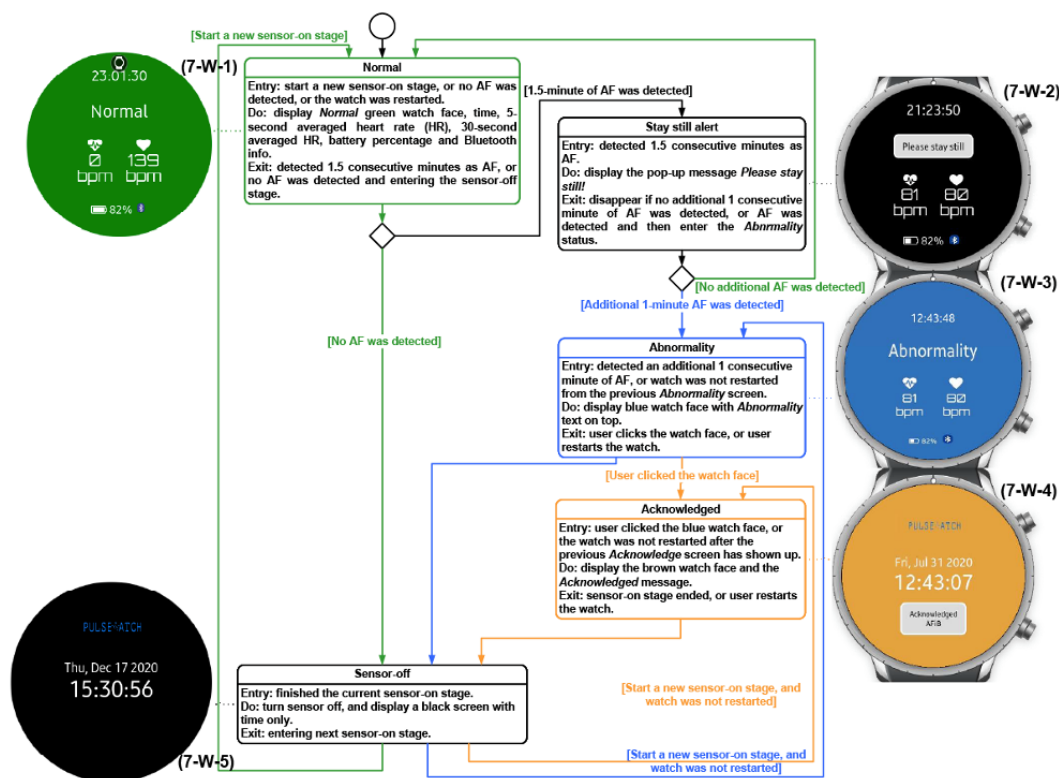 [Start a new sensor-on stage]
(7-W-1)
23.01.30
Normal
0
bpm
139
bpm
82%
Normal
Entry: start a new sensor-on stage, or no AF was
detected, or the watch was restarted.
Do: display Normal green watch face, time, 5-
second averaged heart rate (HR), 30-second
averaged HR, battery percentage and Bluetooth
info.
Exit: detected 1.5 consecutive minutes as AF, or
no AF was detected and entering the sensor-off
stage.
[1.5-minute of AF was detected]
Stay still alert
Entry: detected 1.5 consecutive minutes as
AF.
Do: display the pop-up message Please stay
still!
Exit: disappear if no additional 1 consecutive
minute of AF was detected, or AF was
detected and then enter the Abnrmality
status.
(7-W-2)
21:23:50
Please stay still
81
bpm
80
bpm
82%
[No additional AF was detected]
[Additional 1-minute AF was detected]
[No AF was detected]
Abnormality
Entry: detected an additional 1 consecutive
minute of AF, or watch was not restarted
from the previous Abnormality screen.
Do: display blue watch face with Abnormality
text on top.
Exit: user clicks the watch face, or user
restarts the watch.
(7-W-3)
12:43:48
Abnormality
81
bpm
80
bpm
82%
[User clicked the watch face]
Acknowledged
Entry: user clicked the blue watch face, or
the watch was not restarted after the
previous Acknowledge screen has shown up.
Do: display the brown watch face and the
Acknowledged message.
Exit: sensor-on stage ended, or user restarts
the watch.
(7-W-4)
PULSEWATCH
Fri, Jul 31 2020
12:43:07
Acknowledged
AFiB
PULSEWATCH
Thu, Dec 17 2020
15:30:56
(7-W-5)
Sensor-off
Entry: finished the current sensor-on stage.
Do: turn sensor off, and display a black screen with
time only.
Exit: entering next sensor-on stage.
[Start a new sensor-on stage, and
watch was not restarted]
[Start a new sensor-on stage, and
watch was not restarted]